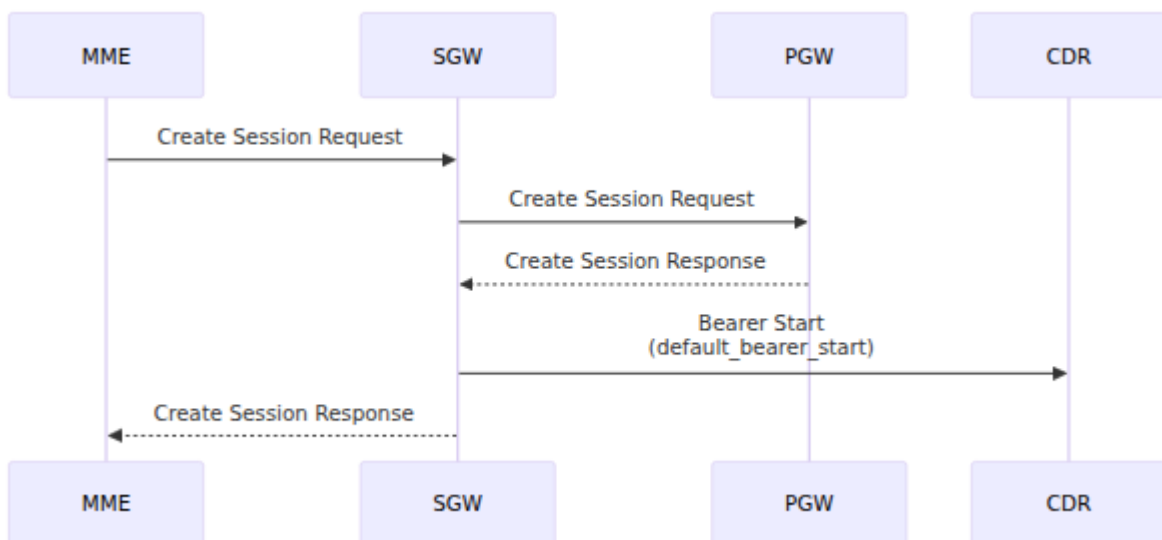 MME
SGW
PGW
CDR
Create Session Request
Create Session Request
Create Session Response
Bearer Start
(default_bearer_start)
Create Session Response
MME
SGW
PGW
CDR